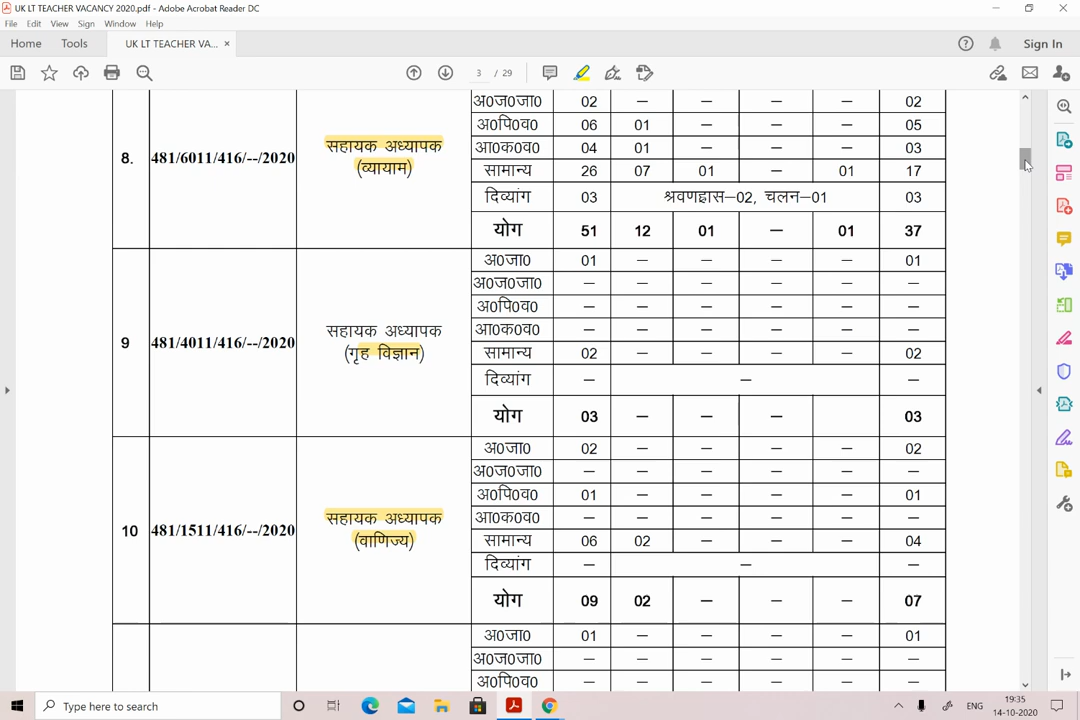 UK LT TEACHER VACANCY 2020.pdf - Adobe Acrobat Reader DC
File Edit View Sign Window Help
Home Tools UK LT TEACHER VA... × Sign In
3 / 29
अ0ज0जा0 02 – – – – 02
अ0पि0व0 06 01 – – – 05
8. 481/6011/416/--/2020 सहायक अध्यापक आ0क0व0 04 01 – – – 03
(व्यायाम) सामान्य 26 07 01 – 01 17
दिव्यांग 03 श्रवणह्रास–02, चलन–01 03
योग 51 12 01 – 01 37
अ0जा0 01 – – – – 01
अ0ज0जा0 – – – – – –
अ0पि0व0 – – – – – –
9 481/4011/416/--/2020 सहायक अध्यापक आ0क0व0 – – – – – –
(गृह विज्ञान) सामान्य 02 – – – – 02
दिव्यांग – – –
योग 03 – – – 03
अ0जा0 02 – – – – 02
अ0ज0जा0 – – – – – –
अ0पि0व0 01 – – – – 01
10 481/1511/416/--/2020 सहायक अध्यापक आ0क0व0 – – – – – –
(वाणिज्य) सामान्य 06 02 – – – 04
दिव्यांग – – –
योग 09 02 – – – 07
अ0जा0 01 – – – – 01
अ0ज0जा0 – – – – – –
अ0पि0व0 – – – – – –
Type here to search ENG 19:35
14-10-2020